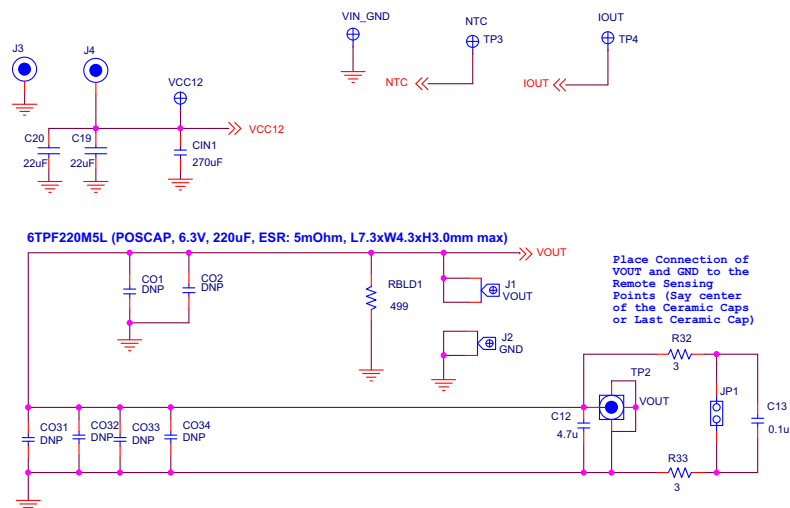 VIN_GND
NTC
TP3
IOUT
TP4
J3
J4
VCC12
NTC
IOUT
VCC12
C20
22uF
C19
22uF
CIN1
270uF
6TPF220M5L (POSCAP, 6.3V, 220uF, ESR: 5mOhm, L7.3xW4.3xH3.0mm max)
VOUT
CO1
DNP
CO2
DNP
RBLD1
499
J1
VOUT
J2
GND
Place Connection of
VOUT and GND to the
Remote Sensing
Points (Say center
of the Ceramic Caps
or Last Ceramic Cap)
R32
3
TP2
VOUT
JP1
C13
0.1u
C12
4.7u
R33
3
CO31
DNP
CO32
DNP
CO33
DNP
CO34
DNP